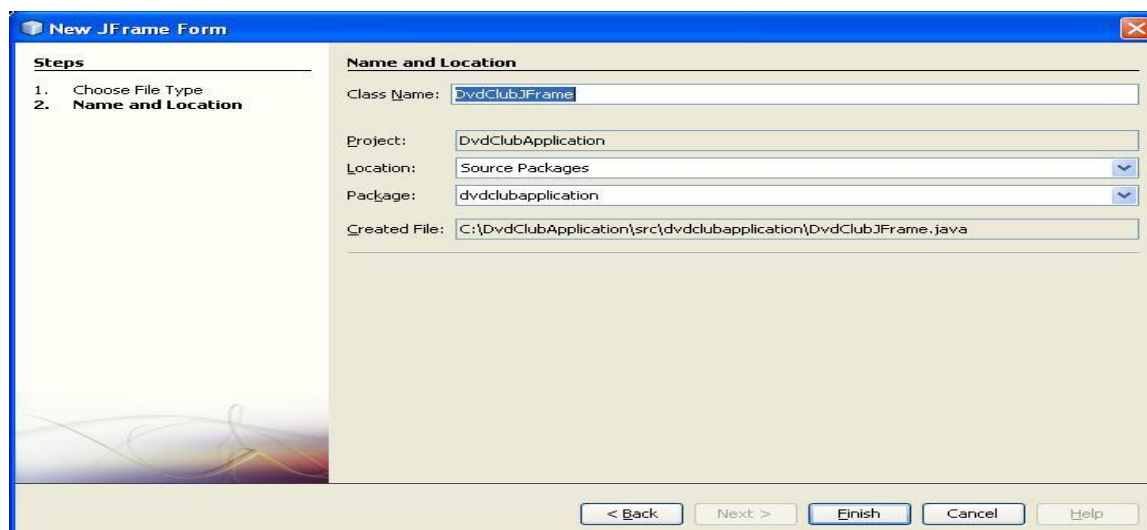 New JFrame Form
Steps
1. Choose File Type
2. Name and Location
Name and Location
Class Name: DvdClubJFrame
Project: DvdClubApplication
Location: Source Packages
Package: dvdclubapplication
Created File: C:\DvdClubApplication\src\dvdclubapplication\DvdClubJFrame.java
< Back Next > Finish Cancel Help